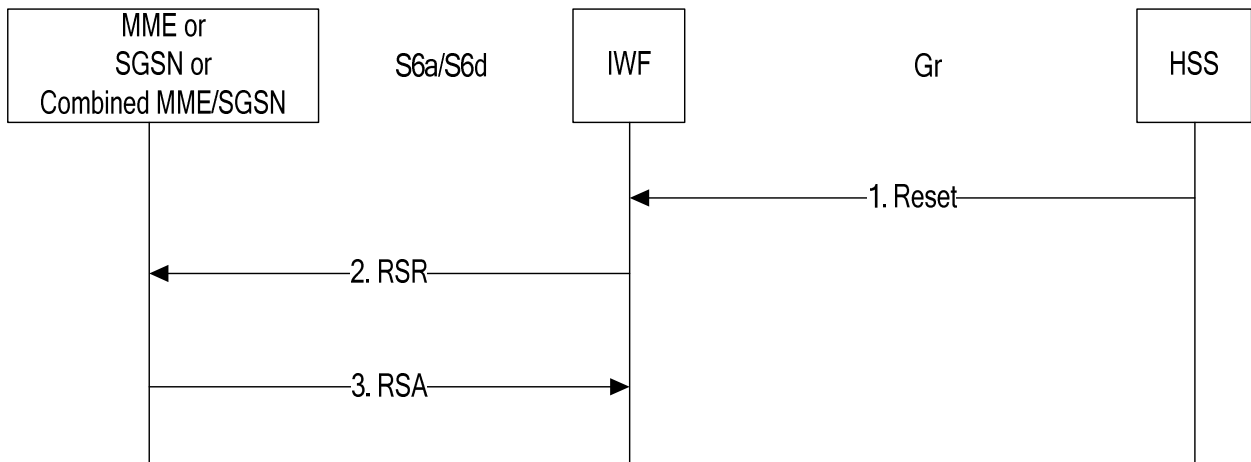 MME or
SGSN or
Combined MME/SGSN
S6a/S6d
IWF
Gr
HSS
1. Reset
2. RSR
3. RSA